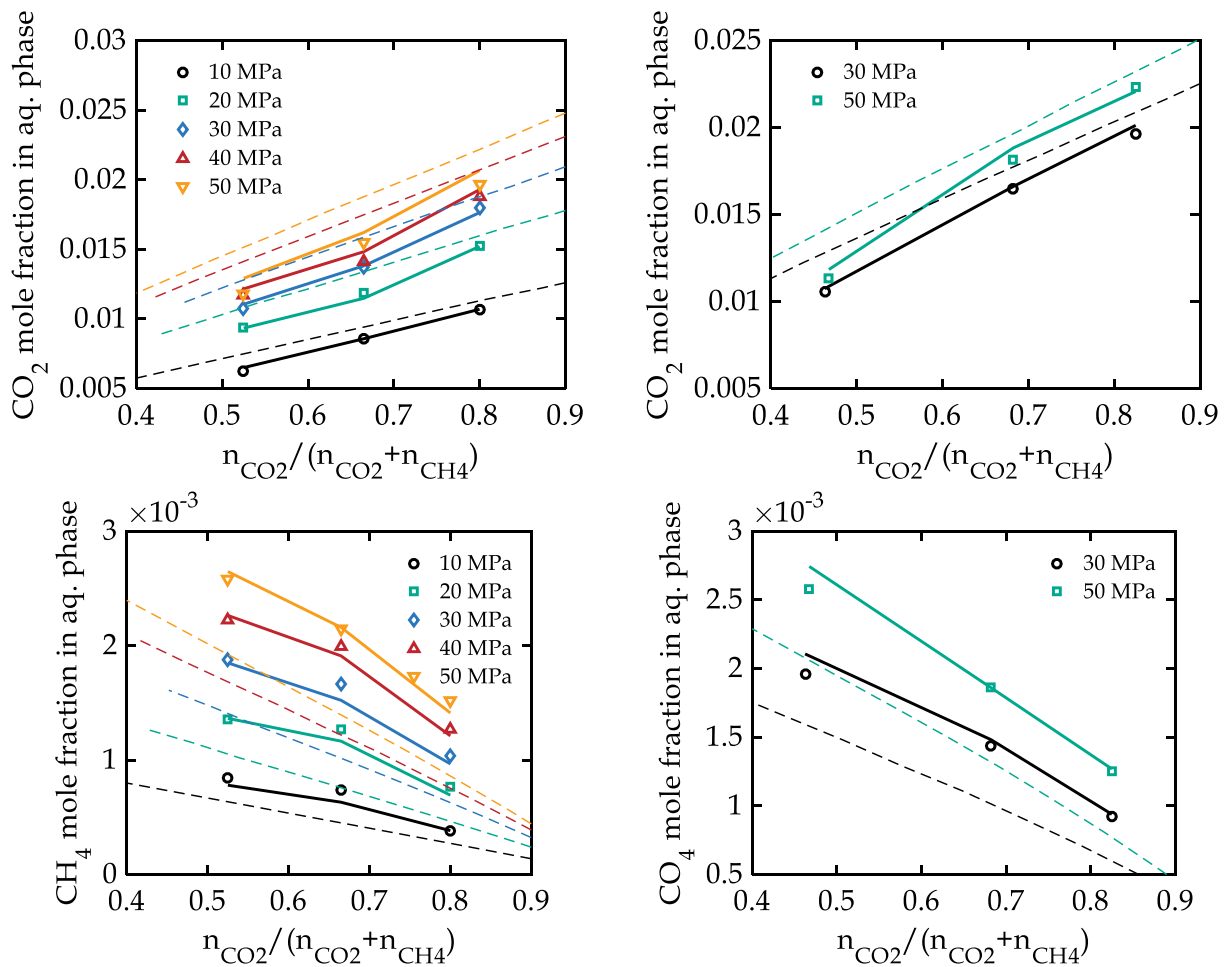 CO2 mole fraction in aq. phase
0.03
0.025
0.02
0.015
0.01
0.005
10 MPa
20 MPa
30 MPa
40 MPa
50 MPa
0.4 0.5 0.6 0.7 0.8 0.9
nCO2/(nCO2+nCH4)
CO2 mole fraction in aq. phase
0.025
0.02
0.015
0.01
0.005
30 MPa
50 MPa
0.4 0.5 0.6 0.7 0.8 0.9
nCO2/(nCO2+nCH4)
CH4 mole fraction in aq. phase
×10-3
3
2
1
0
10 MPa
20 MPa
30 MPa
40 MPa
50 MPa
0.4 0.5 0.6 0.7 0.8 0.9
nCO2/(nCO2+nCH4)
CO4 mole fraction in aq. phase
×10-3
3
2.5
2
1.5
1
0.5
30 MPa
50 MPa
0.4 0.5 0.6 0.7 0.8 0.9
nCO2/(nCO2+nCH4)